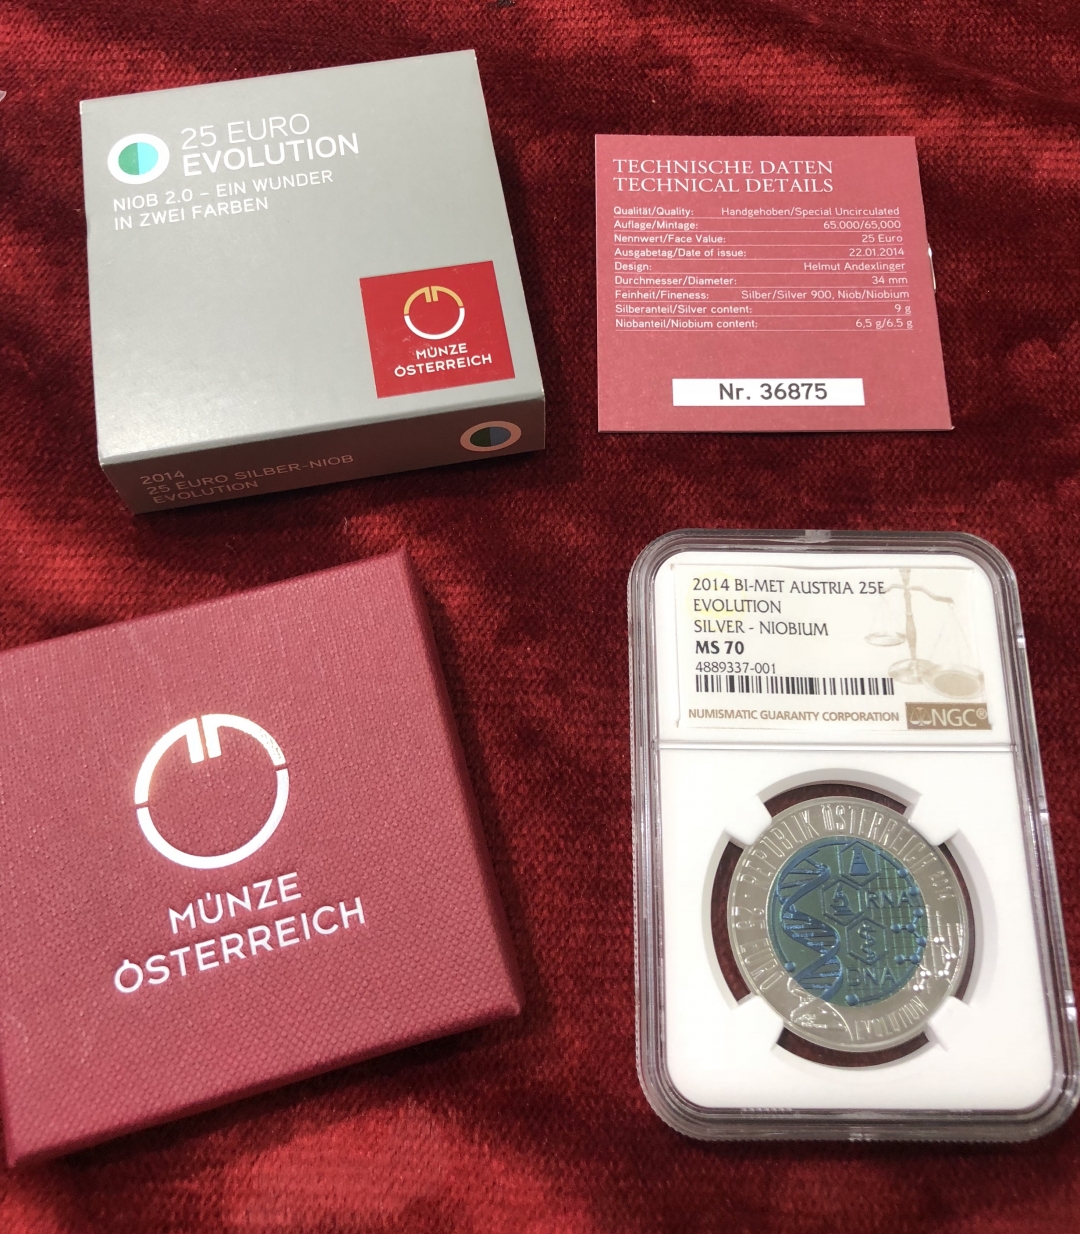 25 EURO
EVOLUTION
NIOB 2.0 – EIN WUNDER
IN ZWEI FARBEN
MÜNZE
ÖSTERREICH
2014
25 EURO SILBER-NIOB
EVOLUTION
TECHNISCHE DATEN
TECHNICAL DETAILS
Qualität/Quality: Handgehoben/Special Uncirculated
Auflage/Mintage: 65.000/65,000
Nennwert/Face Value: 25 Euro
Ausgabetag/Date of issue: 22.01.2014
Design: Helmut Andexlinger
Durchmesser/Diameter: 34 mm
Feinheit/Fineness: Silber/Silver 900, Niob/Niobium
Silberanteil/Silver content: 9 g
Niobanteil/Niobium content: 6,5 g/6.5 g
Nr. 36875
MÜNZE
ÖSTERREICH
2014 BI-MET AUSTRIA 25E
EVOLUTION
SILVER - NIOBIUM
MS 70
4889337-001
NUMISMATIC GUARANTY CORPORATION NGC®
25 EURO · REPUBLIK ÖSTERREICH 2014
RNA
DNA
EVOLUTION